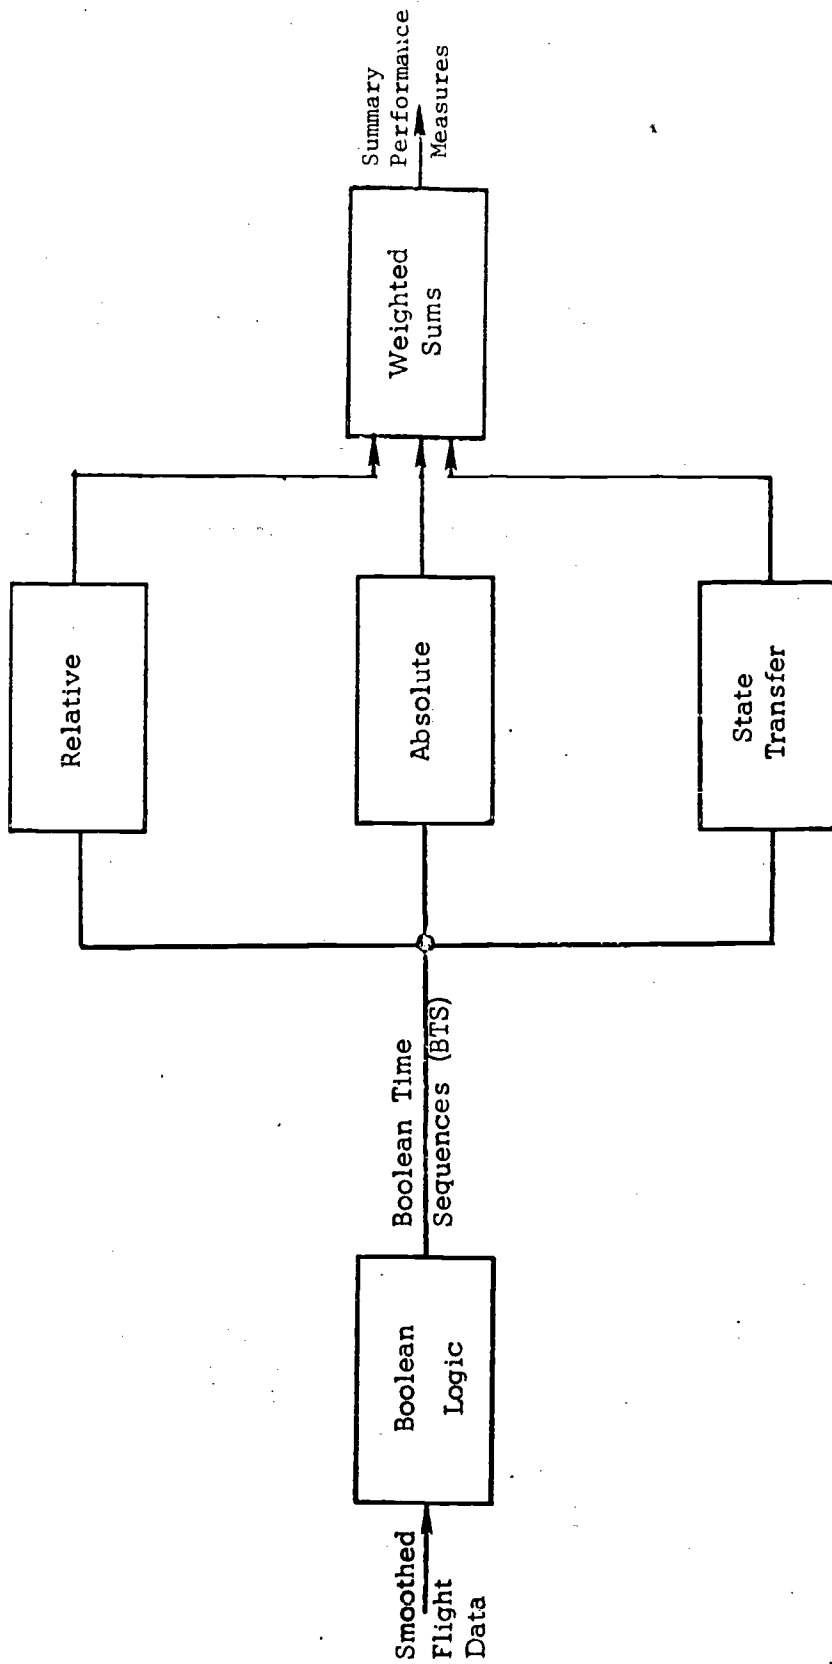 Smoothed
Flight
Data
Boolean
Logic
Boolean Time
Sequences (BTS)
Relative
Absolute
State
Transfer
Weighted
Sums
Summary
Performance
Measures